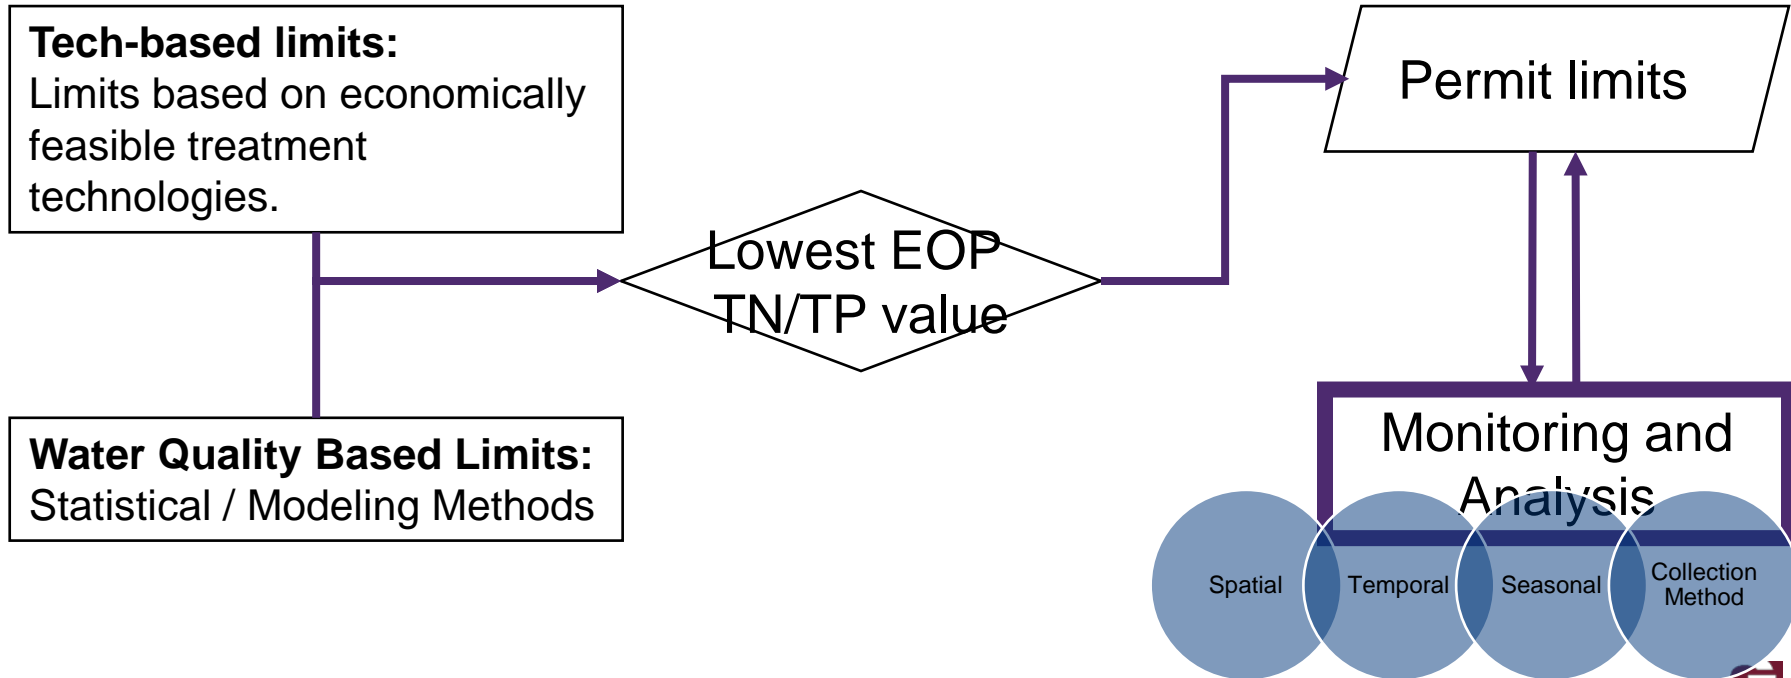 Tech-based limits:
Limits based on economically
feasible treatment
technologies.
Water Quality Based Limits:
Statistical / Modeling Methods
Lowest EOP
TN/TP value
Permit limits
Monitoring and
Analysis
Spatial
Temporal
Seasonal
Collection
Method